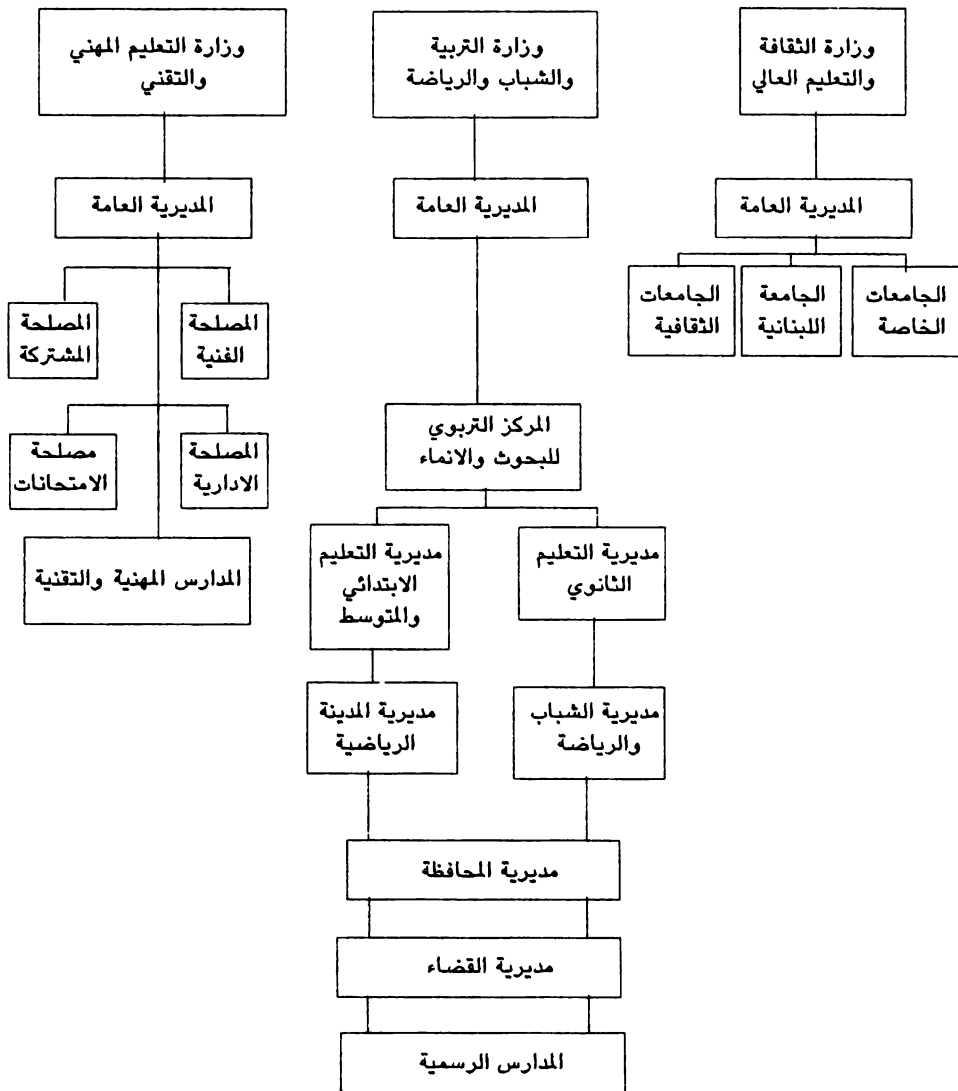 وزارة الثقافة
والتعليم العالي
وزارة التربية
والشباب والرياضة
وزارة التعليم المهني
والتقني
المديرية العامة
المديرية العامة
المديرية العامة
الجامعات
الخاصة
الجامعة
اللبنانية
الجامعات
الثقافية
المصلحة
الفنية
المصلحة
المشتركة
المركز التربوي
للبحوث والانماء
المصلحة
الادارية
مصلحة
الامتحانات
مديرية التعليم
الثانوي
مديرية التعليم
الابتدائي
والمتوسط
المدارس المهنية والتقنية
مديرية الشباب
والرياضة
مديرية المدينة
الرياضية
مديرية المحافظة
مديرية القضاء
المدارس الرسمية